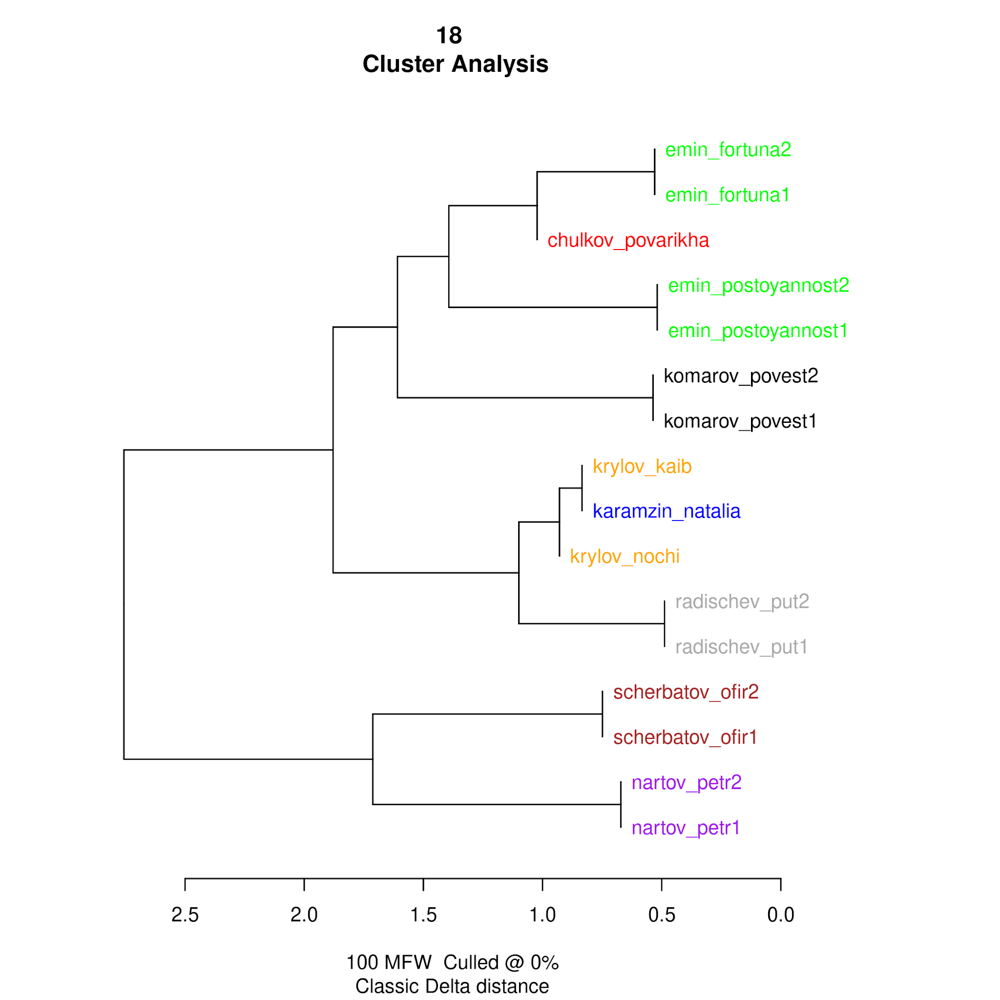 18
Cluster Analysis
emin_fortuna2
emin_fortuna1
chulkov_povarikha
emin_postoyannost2
emin_postoyannost1
komarov_povest2
komarov_povest1
krylov_kaib
karamzin_natalia
krylov_nochi
radischev_put2
radischev_put1
scherbatov_ofir2
scherbatov_ofir1
nartov_petr2
nartov_petr1
2.5 2.0 1.5 1.0 0.5 0.0
100 MFW  Culled @ 0%
Classic Delta distance